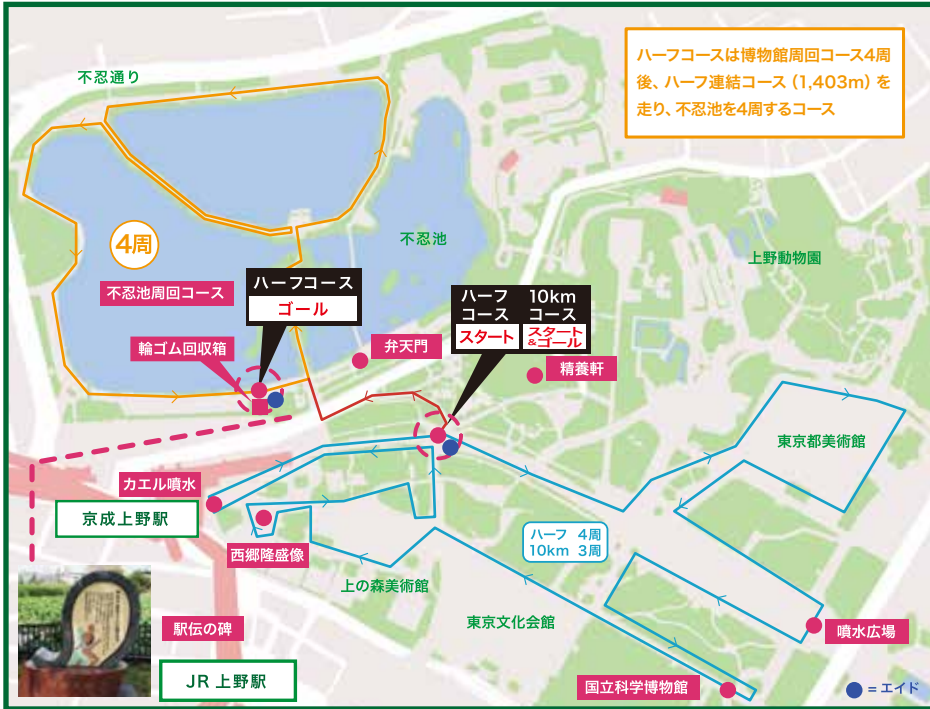 不忍通り
ハーフコースは博物館周回コース4周
後、ハーフ連結コース（1,403m）を
走り、不忍池を4周するコース
4周
不忍池
上野動物園
不忍池周回コース
ハーフコース
ゴール
ハーフ
コース
スタート
10km
コース
スタート
&ゴール
輪ゴム回収箱
弁天門
精養軒
東京都美術館
カエル噴水
京成上野駅
ハーフ 4周
10km 3周
西郷隆盛像
上の森美術館
東京文化会館
駅伝の碑
噴水広場
JR 上野駅
国立科学博物館
=エイド